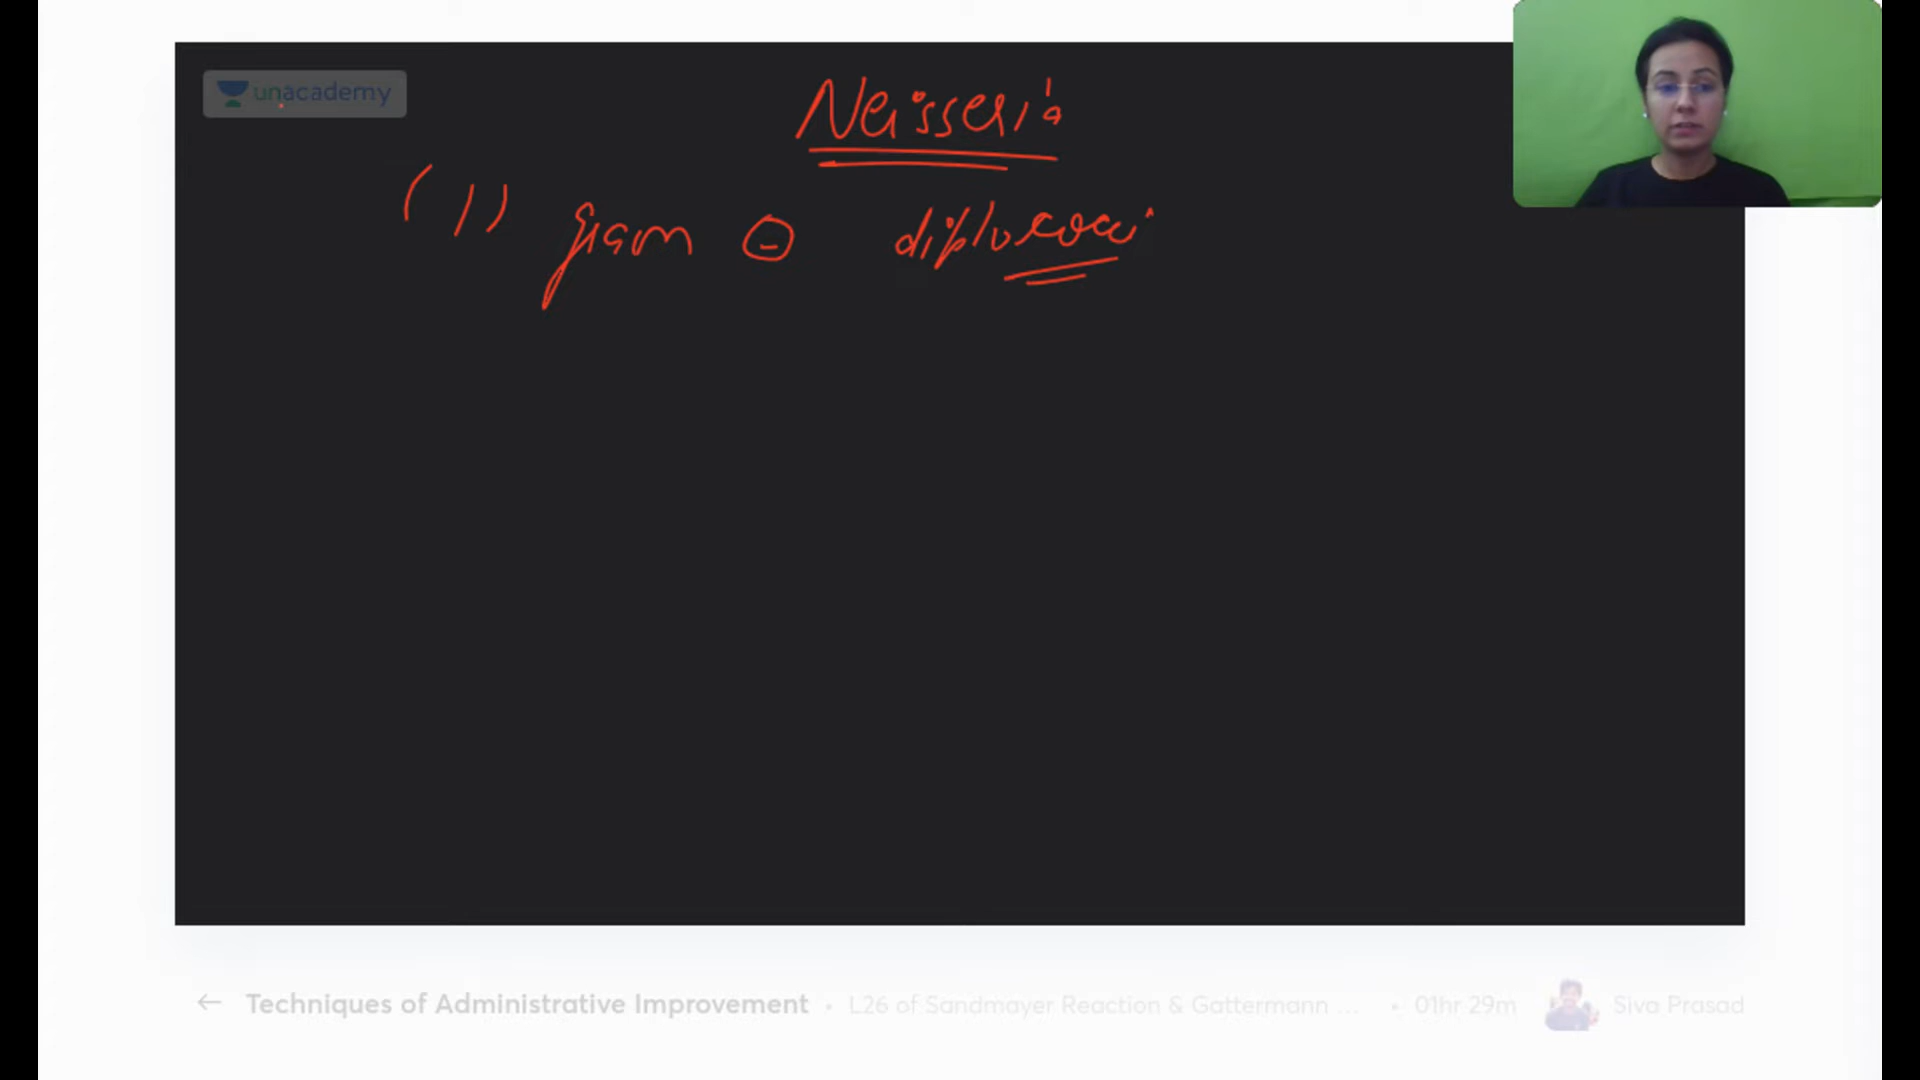 unacademy
Neisseria
(1) gram ⊖ diplococci
← Techniques of Administrative Improvement • L26 of Sandmayer Reaction & Gattermann ... • 01hr 29m Siva Prasad